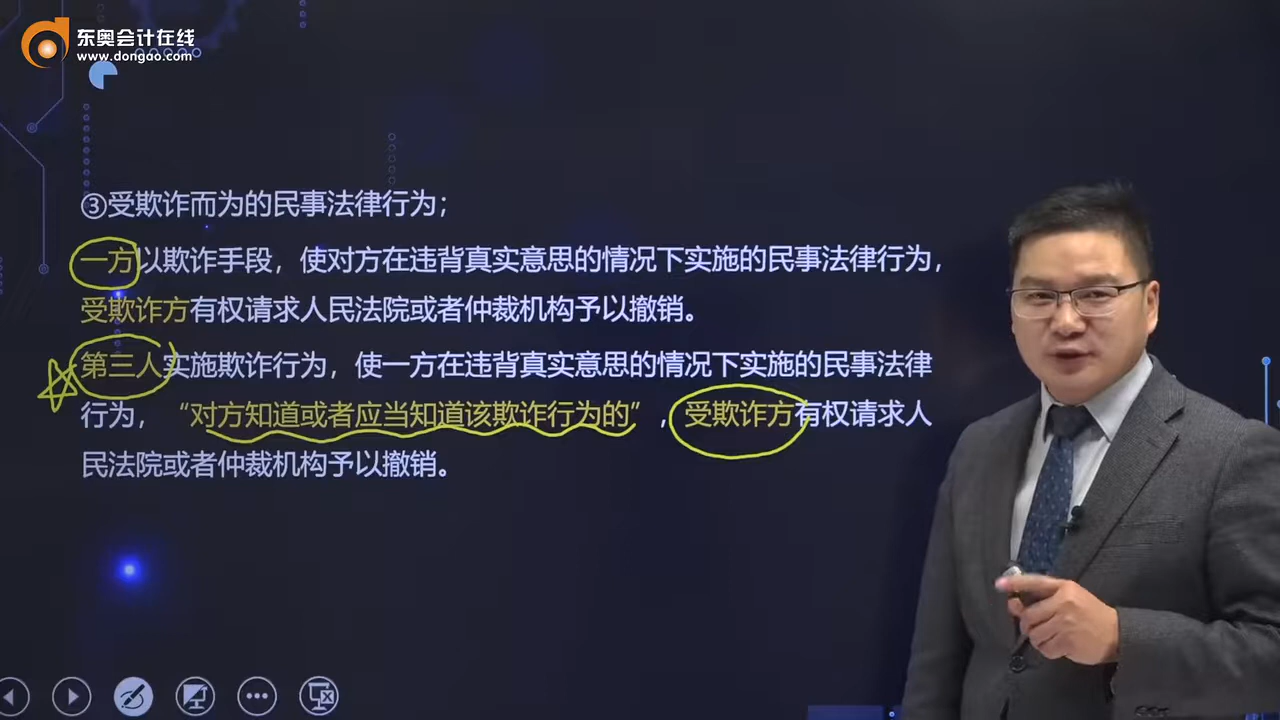 东奥会计在线
www.dongao.com
③受欺诈而为的民事法律行为；
一方以欺诈手段，使对方在违背真实意思的情况下实施的民事法律行为，
受欺诈方有权请求人民法院或者仲裁机构予以撤销。
第三人实施欺诈行为，使一方在违背真实意思的情况下实施的民事法律
行为，“对方知道或者应当知道该欺诈行为的”，受欺诈方有权请求人
民法院或者仲裁机构予以撤销。